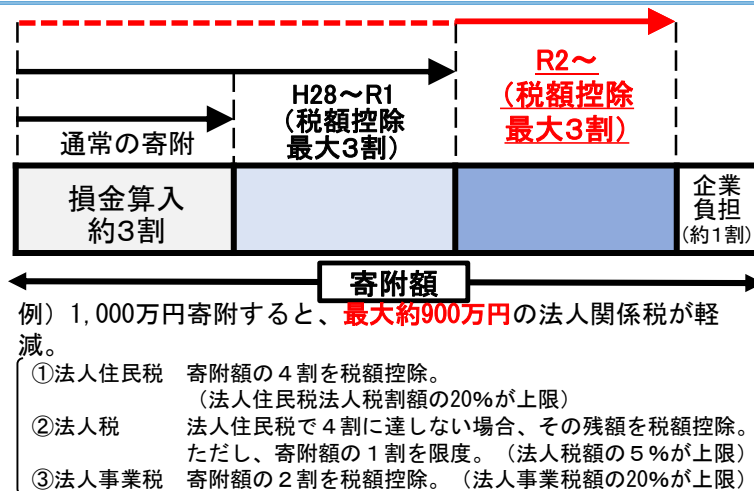 R2～
(税額控除
最大3割)
H28～R1
(税額控除
最大3割)
通常の寄附
損金算入
約3割
企業
負担
(約1割)
寄附額
例）1,000万円寄附すると、最大約900万円の法人関係税が軽
減。
①法人住民税　寄附額の４割を税額控除。
（法人住民税法人税割額の20%が上限）
②法人税　法人住民税で４割に達しない場合、その残額を税額控除。
ただし、寄附額の１割を限度。（法人税額の５%が上限）
③法人事業税　寄附額の２割を税額控除。（法人事業税額の20%が上限）